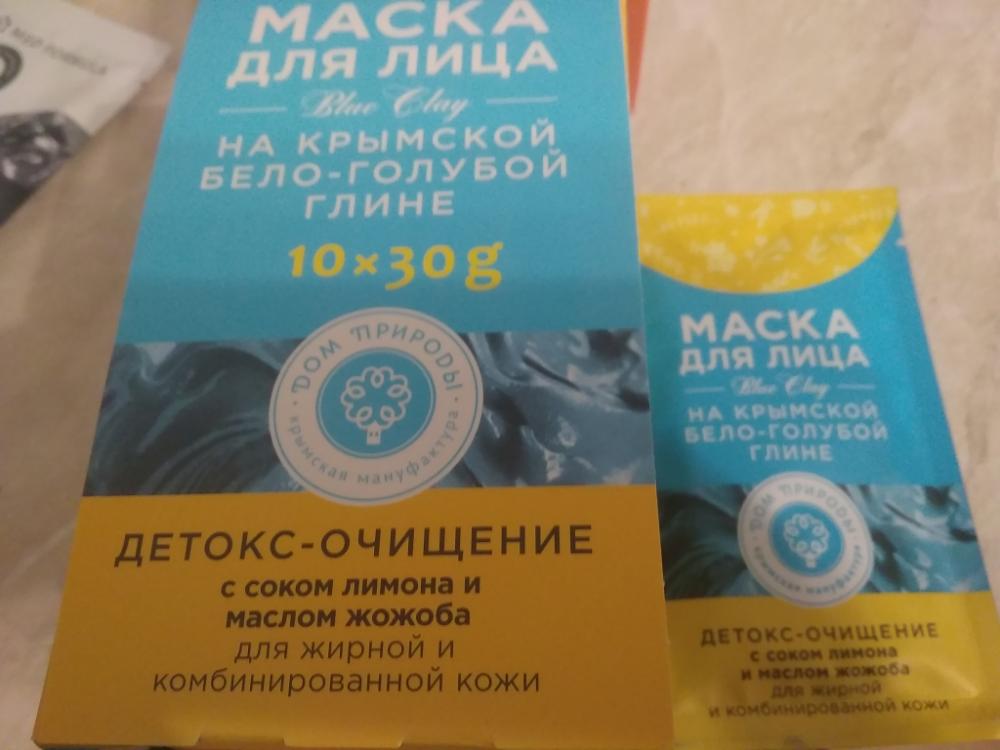 МАСКА
ДЛЯ ЛИЦА
Blue Clay
НА КРЫМСКОЙ
БЕЛО-ГОЛУБОЙ
ГЛИНЕ
10×30g
ДОМ ПРИРОДЫ
крымская мануфактура
ДЕТОКС-ОЧИЩЕНИЕ
с соком лимона и
маслом жожоба
для жирной и
комбинированной кожи
МАСКА
ДЛЯ ЛИЦА
Blue Clay
НА КРЫМСКОЙ
БЕЛО-ГОЛУБОЙ
ГЛИНЕ
ДОМ ПРИРОДЫ
крымская мануфактура
ДЕТОКС-ОЧИЩЕНИЕ
с соком лимона
и маслом жожоба
для жирной
и комбинированной кожи